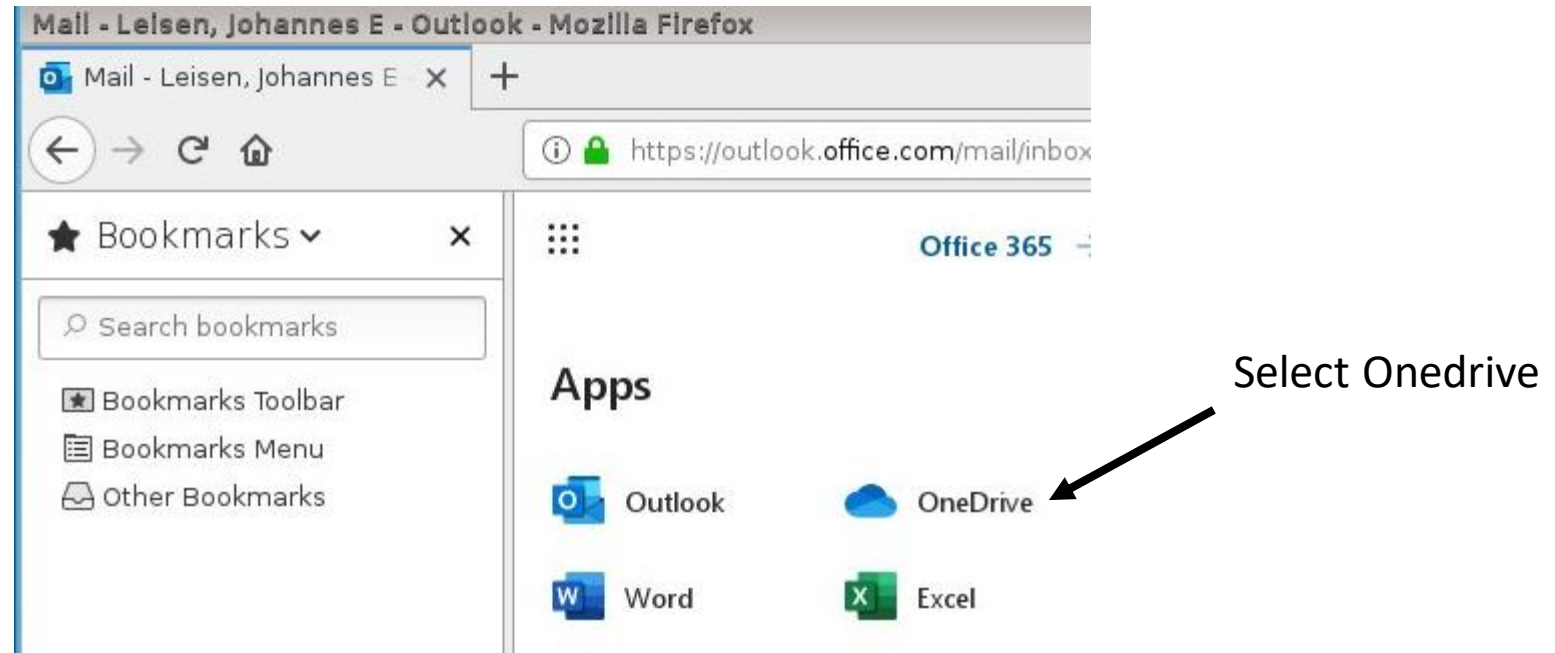 Mail - Leisen, Johannes E - Outlook - Mozilla Firefox
Mail - Leisen, Johannes E
https://outlook.office.com/mail/inbox
Bookmarks
Office 365
Search bookmarks
Select Onedrive
Apps
Bookmarks Toolbar
Bookmarks Menu
Other Bookmarks
Outlook
OneDrive
Word
Excel